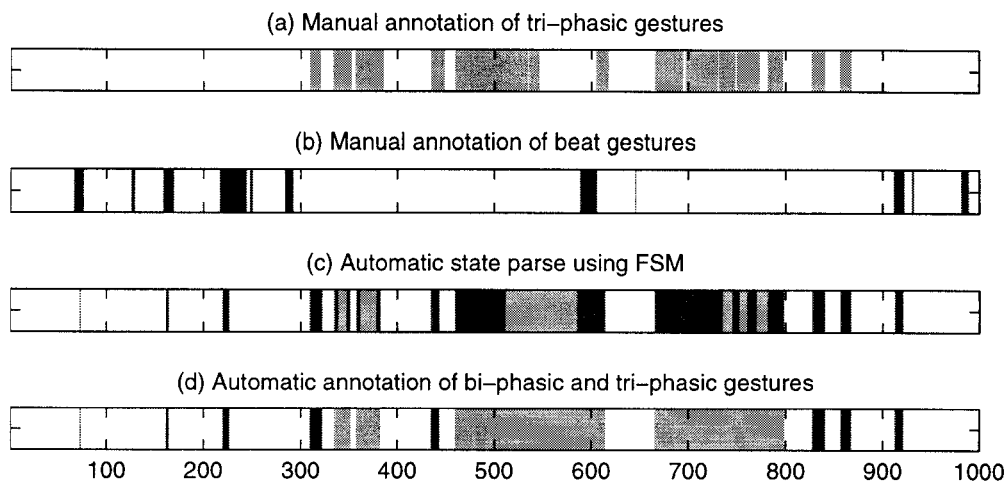 (a) Manual annotation of tri−phasic gestures
(b) Manual annotation of beat gestures
(c) Automatic state parse using FSM
(d) Automatic annotation of bi−phasic and tri−phasic gestures
100 200 300 400 500 600 700 800 900 1000